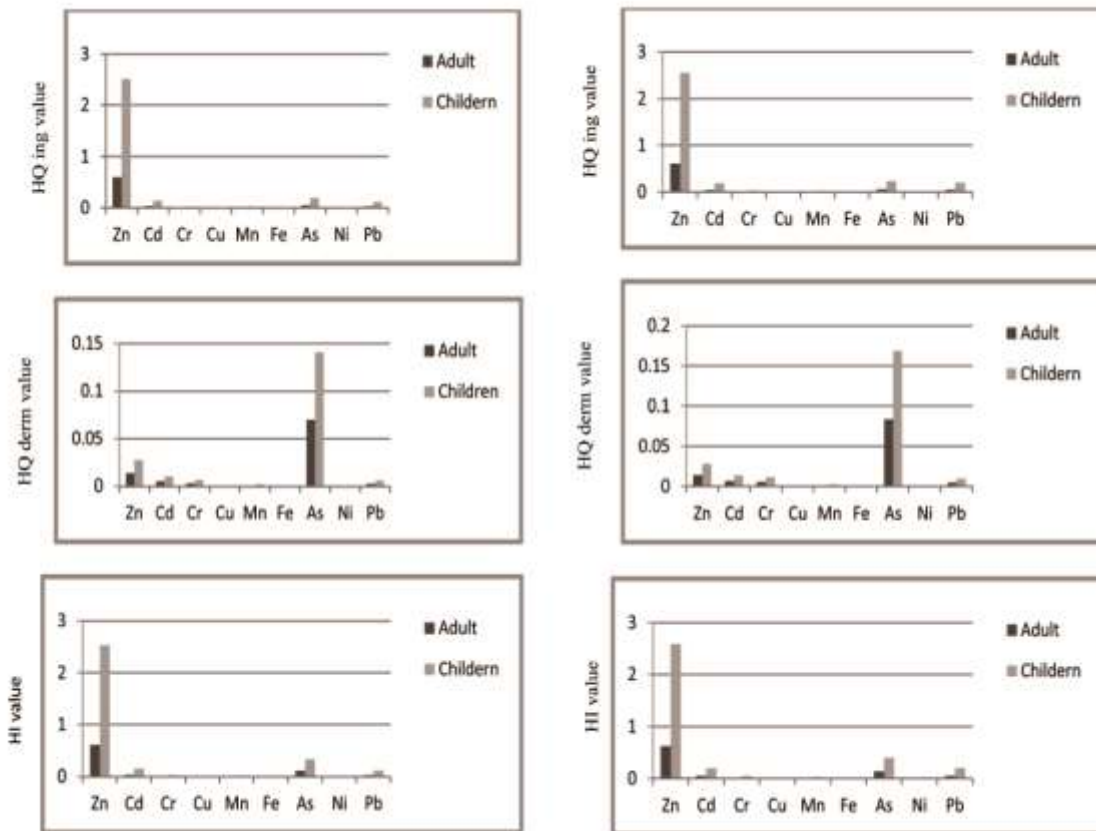 HQ ing value
3
2
1
0
Zn Cd Cr Cu Mn Fe As Ni Pb
Adult
Childern
HQ ing value
3
2
1
0
Zn Cd Cr Cu Mn Fe As Ni Pb
Adult
Childern
HQ derm value
0.15
0.1
0.05
0
Zn Cd Cr Cu Mn Fe As Ni Pb
Adult
Children
HQ derm value
0.2
0.15
0.1
0.05
0
Zn Cd Cr Cu Mn Fe As Ni Pb
Adult
Childern
HI value
3
2
1
0
Zn Cd Cr Cu Mn Fe As Ni Pb
Adult
Childern
HI value
3
2
1
0
Zn Cd Cr Cu Mn Fe As Ni Pb
Adult
Childern